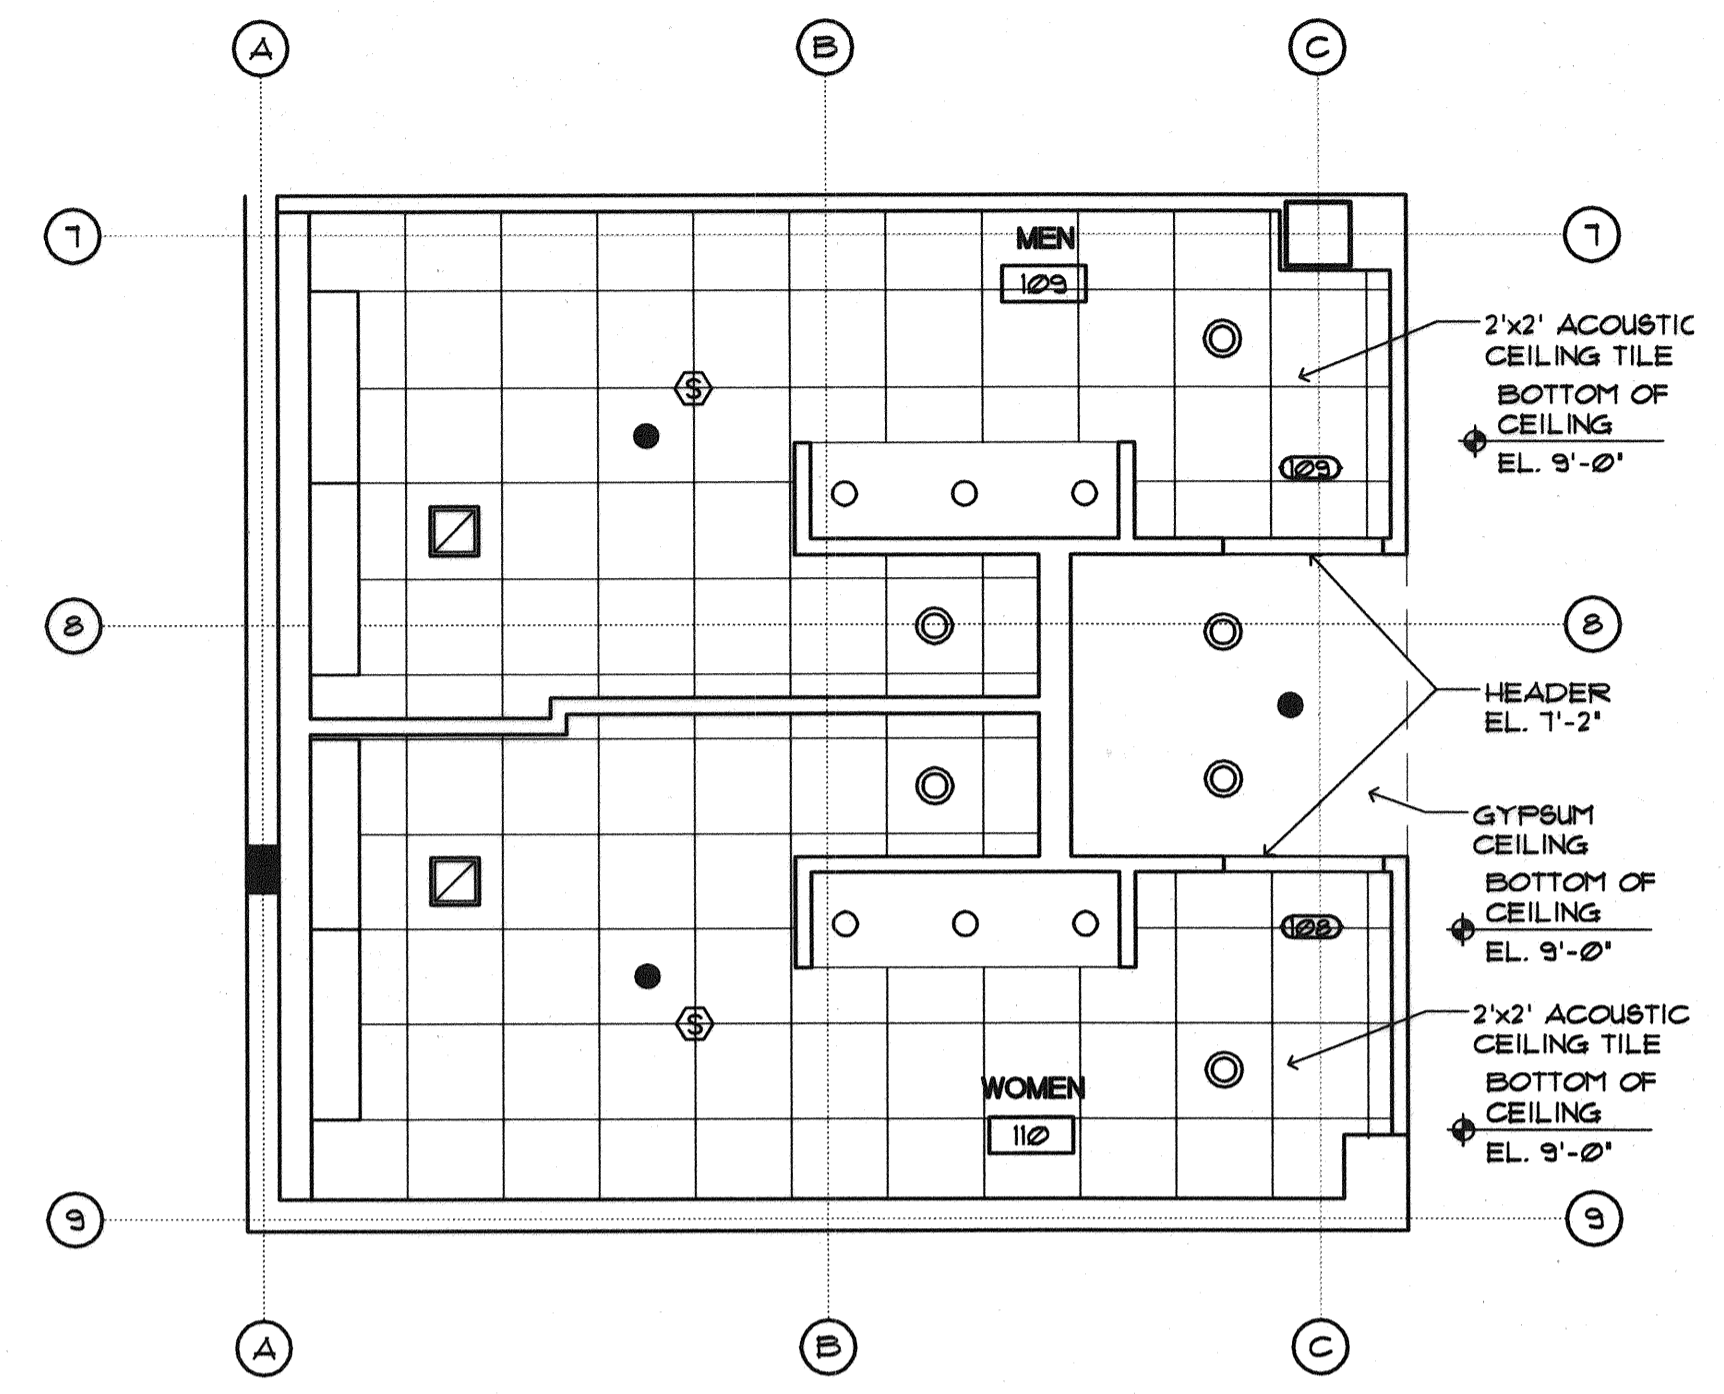 A
B
C
7
7
MEN
109
2'x2' ACOUSTIC
CEILING TILE
BOTTOM OF
CEILING
EL. 9'-0"
S
109
8
8
HEADER
EL. 7'-2"
GYPSUM
CEILING
BOTTOM OF
CEILING
EL. 9'-0"
108
S
2'x2' ACOUSTIC
CEILING TILE
BOTTOM OF
CEILING
EL. 9'-0"
WOMEN
110
9
9
A
B
C